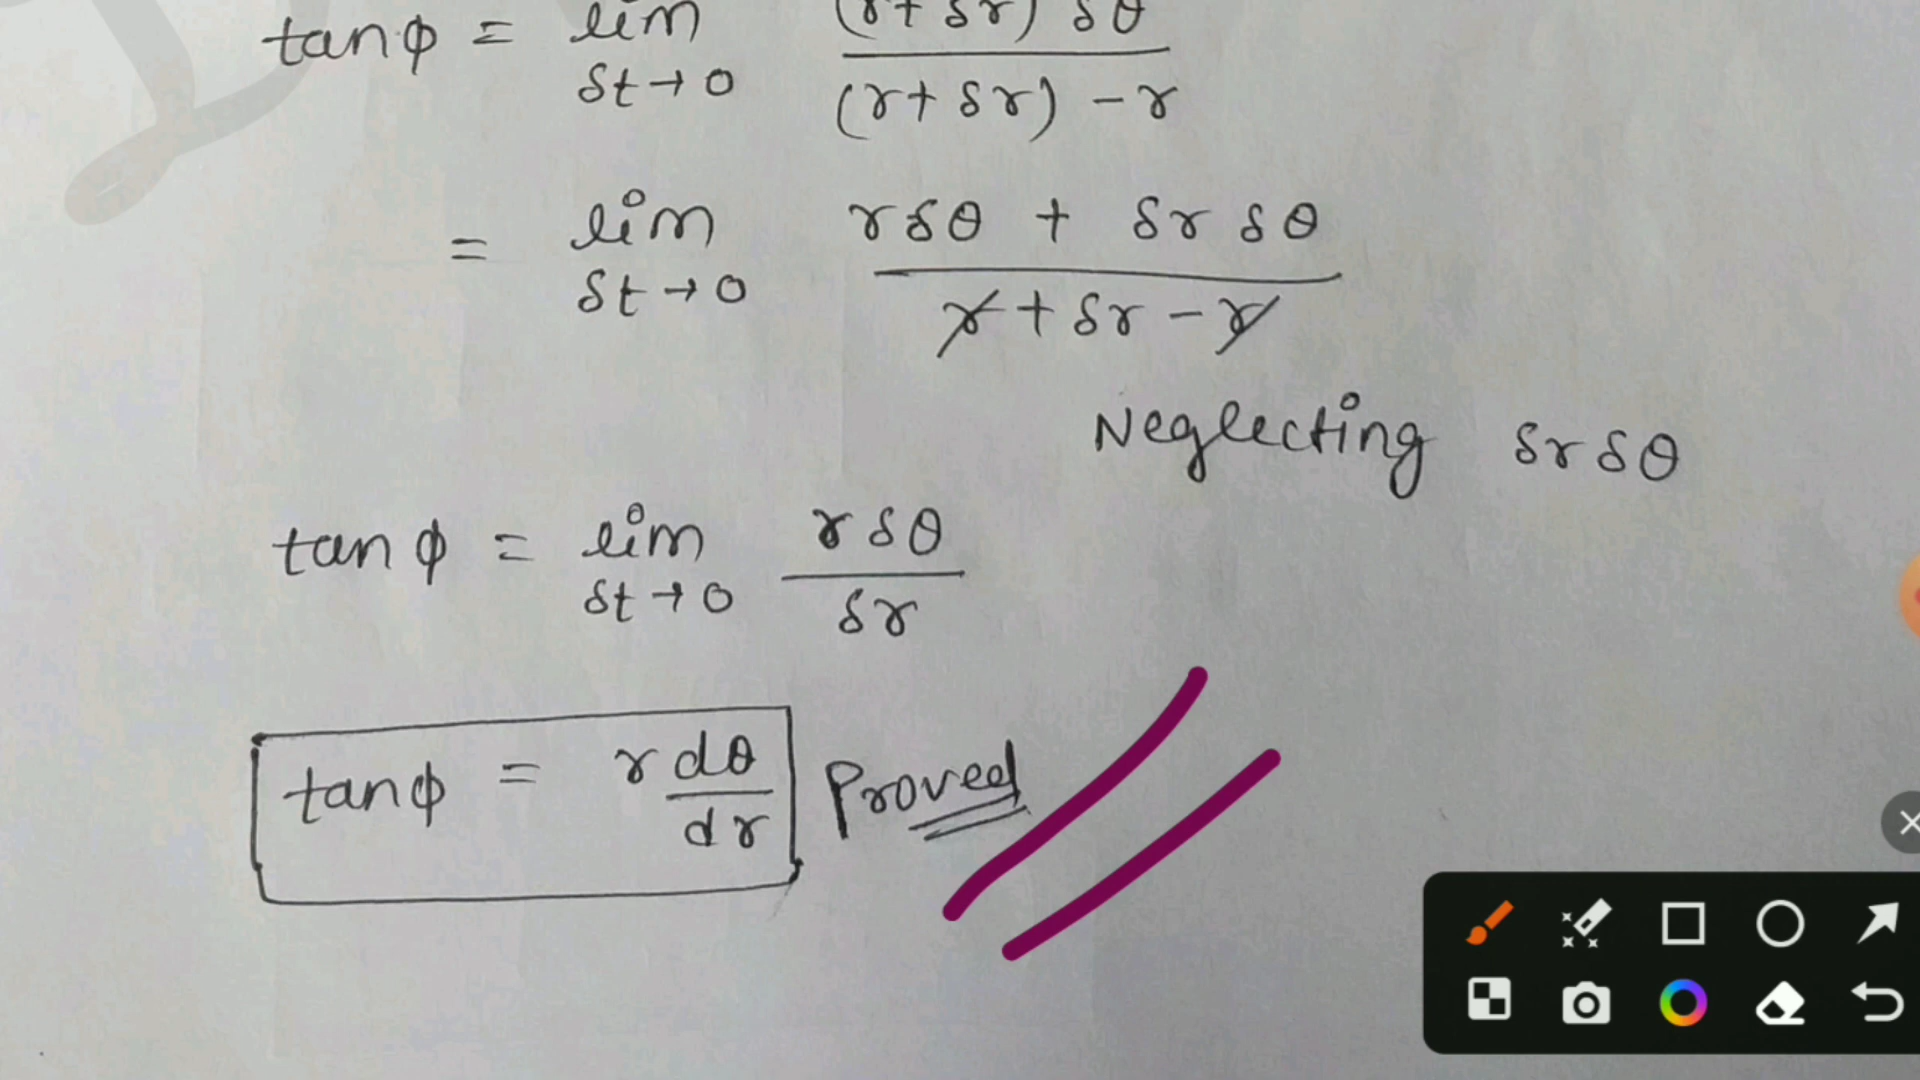 tan φ = lim (r + δr) δθ
δt → 0 (r + δr) − r
= lim rδθ + δr δθ
δt → 0 r + δr − r
Neglecting δr δθ
tan φ = lim r δθ
δt → 0 δr
tan φ = r dθ Proved
dr